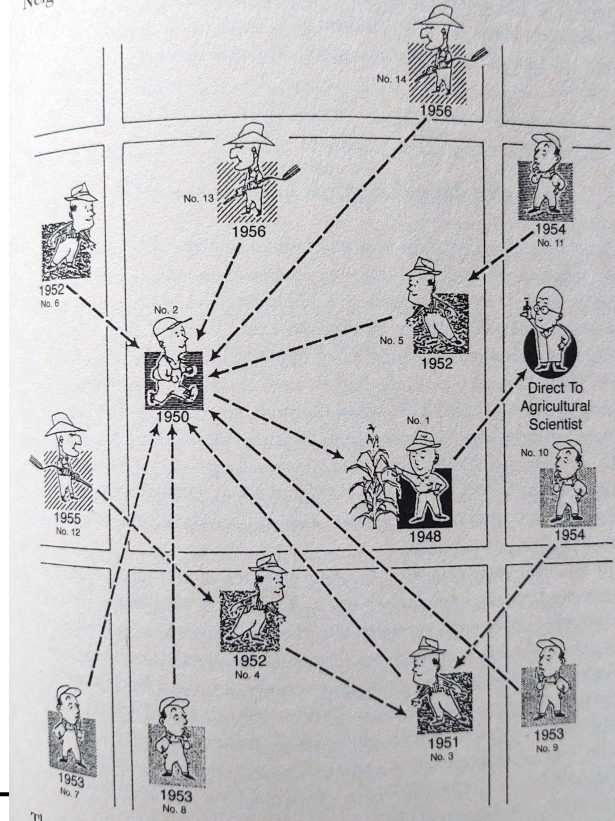 No. 14
1956
No. 13
1956
1954
No. 11
1952
No. 6
No. 2
1950
No. 5
1952
Direct To
Agricultural
Scientist
No. 1
1948
No. 10
1954
1955
No. 12
1952
No. 4
1951
No. 3
1953
No. 9
1953
No. 7
1953
No. 8